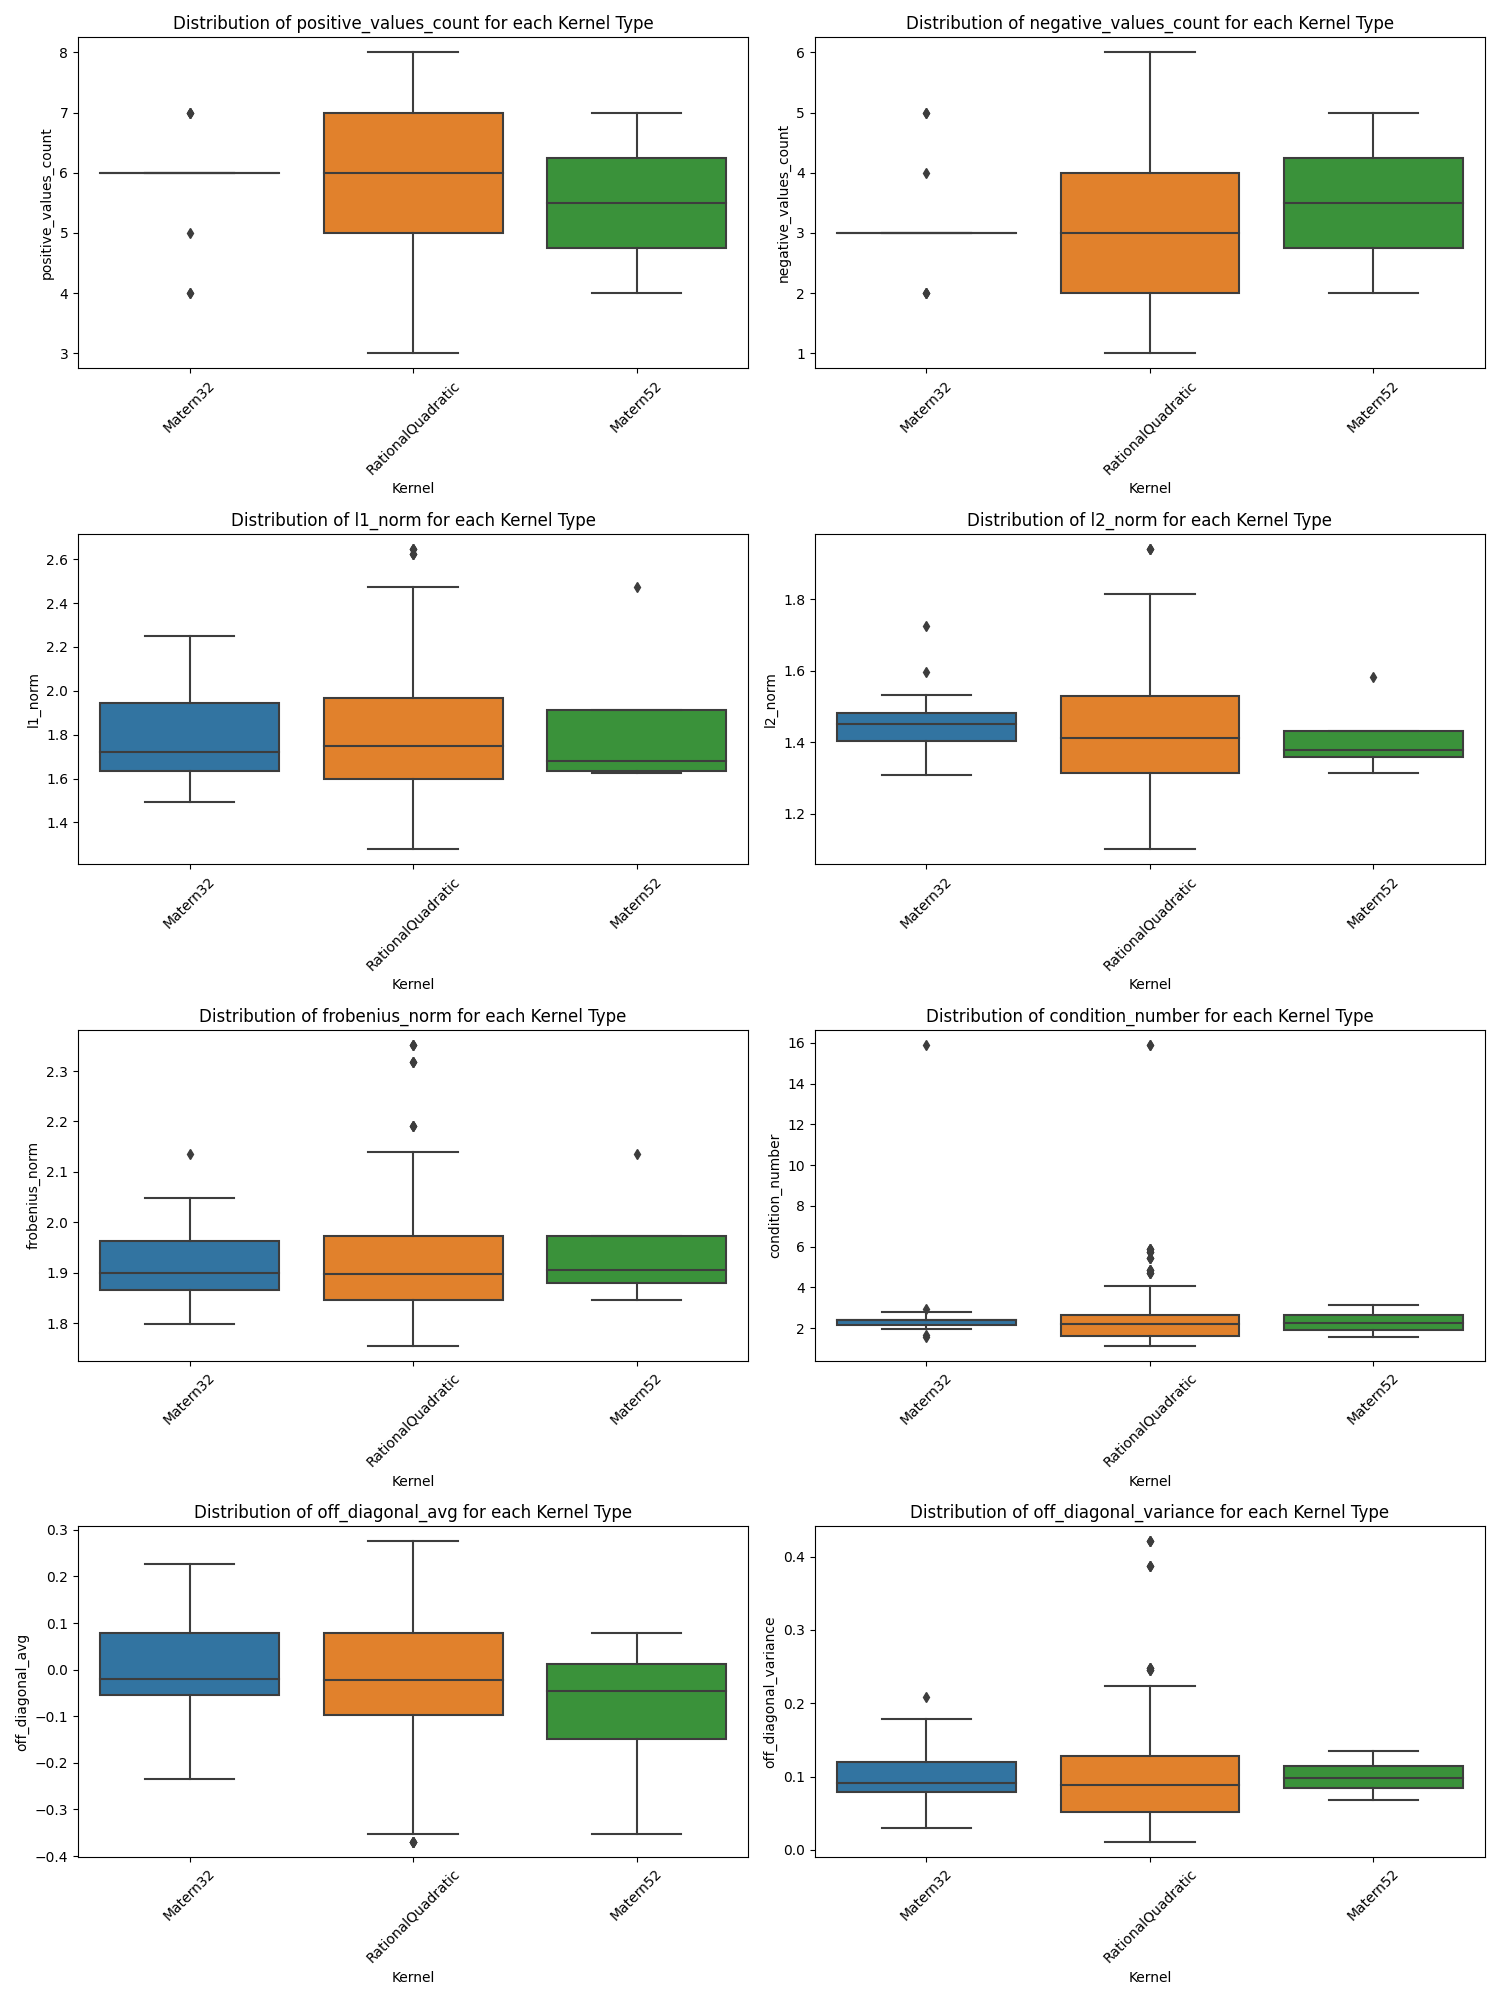 Distribution of positive_values_count for each Kernel Type
positive_values_count
8
7
6
5
4
3
Matern32
RationalQuadratic
Matern52
Kernel
Distribution of negative_values_count for each Kernel Type
negative_values_count
6
5
4
3
2
1
Matern32
RationalQuadratic
Matern52
Kernel
Distribution of l1_norm for each Kernel Type
l1_norm
2.6
2.4
2.2
2.0
1.8
1.6
1.4
Matern32
RationalQuadratic
Matern52
Kernel
Distribution of l2_norm for each Kernel Type
l2_norm
1.8
1.6
1.4
1.2
Matern32
RationalQuadratic
Matern52
Kernel
Distribution of frobenius_norm for each Kernel Type
frobenius_norm
2.3
2.2
2.1
2.0
1.9
1.8
Matern32
RationalQuadratic
Matern52
Kernel
Distribution of condition_number for each Kernel Type
condition_number
16
14
12
10
8
6
4
2
Matern32
RationalQuadratic
Matern52
Kernel
Distribution of off_diagonal_avg for each Kernel Type
off_diagonal_avg
0.3
0.2
0.1
0.0
−0.1
−0.2
−0.3
−0.4
Matern32
RationalQuadratic
Matern52
Kernel
Distribution of off_diagonal_variance for each Kernel Type
off_diagonal_variance
0.4
0.3
0.2
0.1
0.0
Matern32
RationalQuadratic
Matern52
Kernel